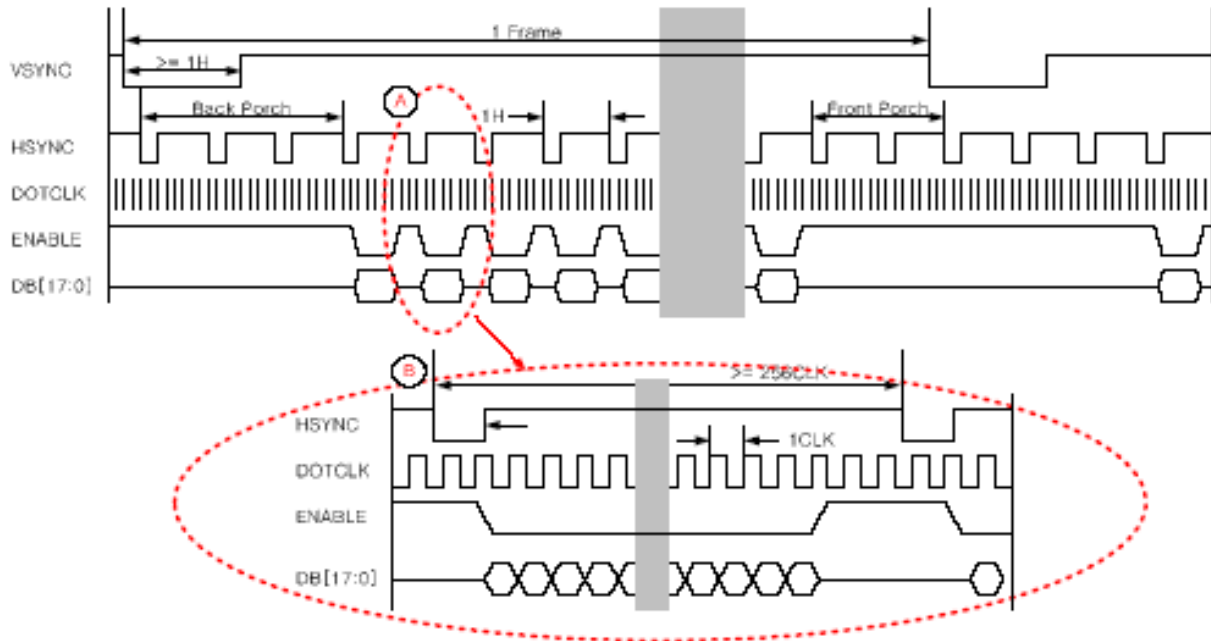 1 Frame
>= 1H
VSYNC
A
Back Porch
1H
Front Porch
HSYNC
DOTCLK
ENABLE
DB[17:0]
B
>= 256CLK
HSYNC
1CLK
DOTCLK
ENABLE
DB[17:0]